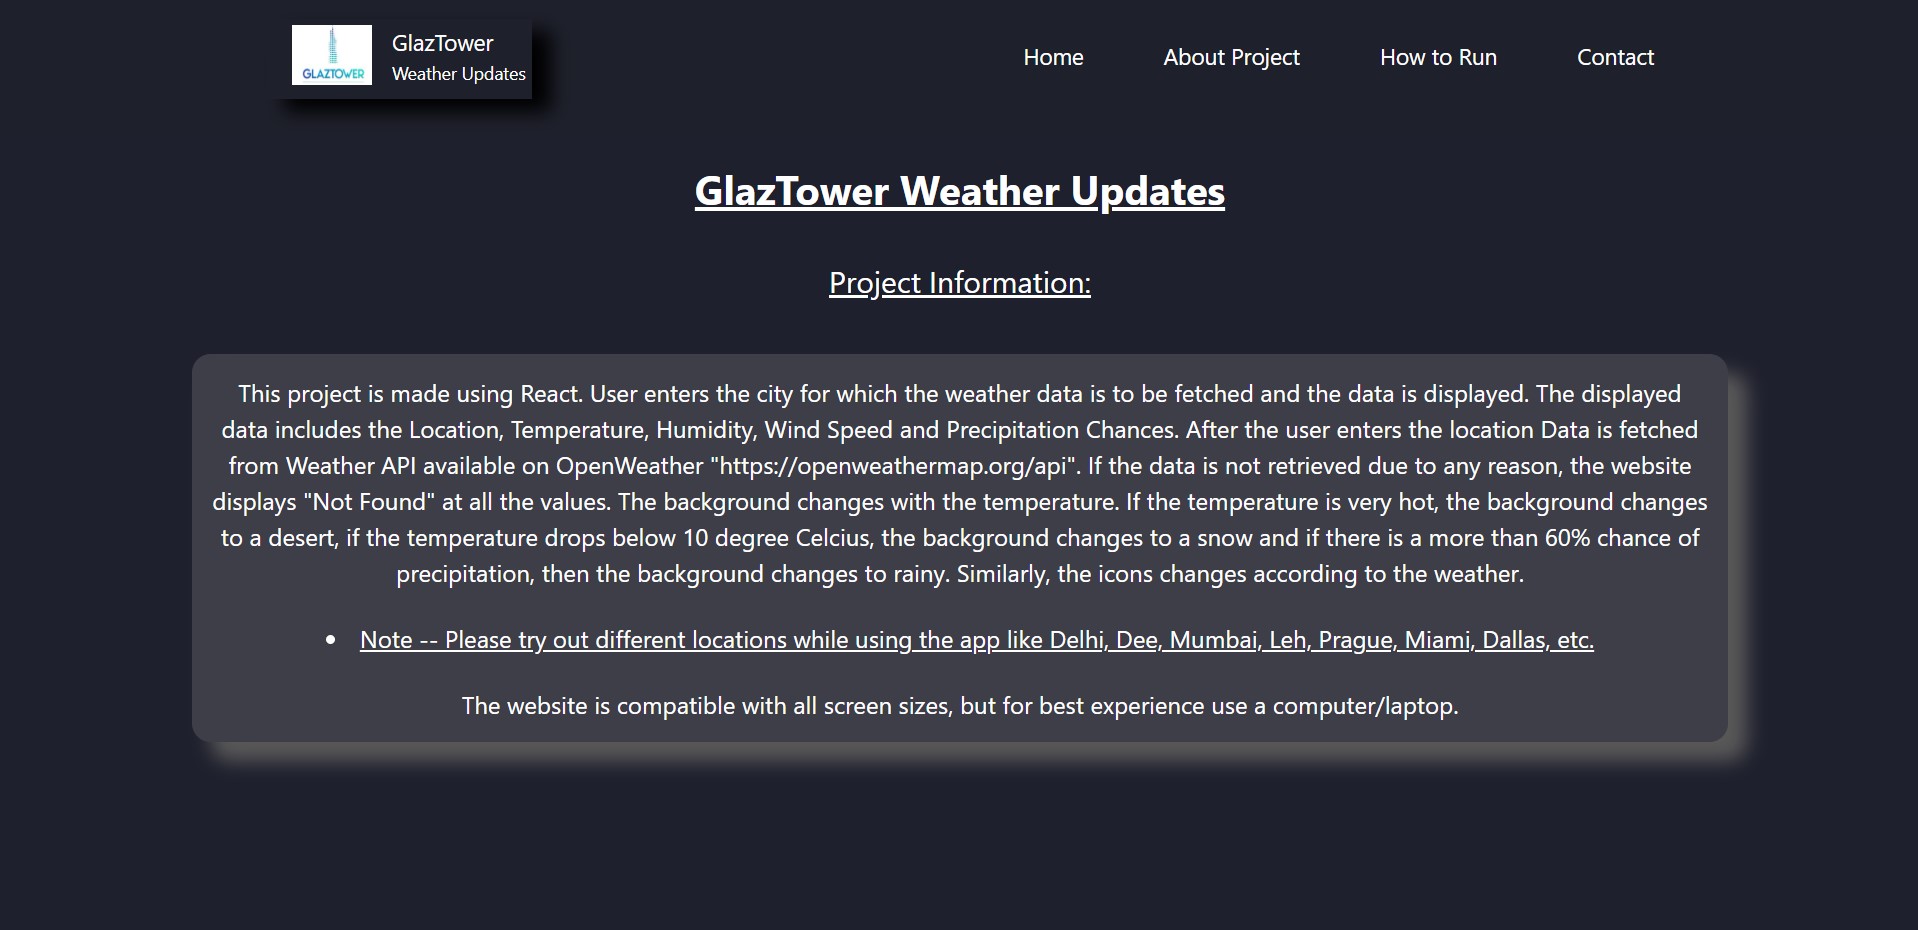 GLAZTOWER
GlazTower
Weather Updates
Home
About Project
How to Run
Contact
GlazTower Weather Updates
Project Information:
This project is made using React. User enters the city for which the weather data is to be fetched and the data is displayed. The displayed
data includes the Location, Temperature, Humidity, Wind Speed and Precipitation Chances. After the user enters the location Data is fetched
from Weather API available on OpenWeather "https://openweathermap.org/api". If the data is not retrieved due to any reason, the website
displays "Not Found" at all the values. The background changes with the temperature. If the temperature is very hot, the background changes
to a desert, if the temperature drops below 10 degree Celcius, the background changes to a snow and if there is a more than 60% chance of
precipitation, then the background changes to rainy. Similarly, the icons changes according to the weather.
• Note -- Please try out different locations while using the app like Delhi, Dee, Mumbai, Leh, Prague, Miami, Dallas, etc.
The website is compatible with all screen sizes, but for best experience use a computer/laptop.